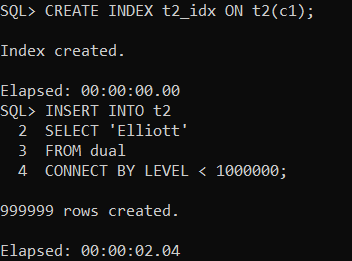 SQL> CREATE INDEX t2_idx ON t2(c1);
Index created.
Elapsed: 00:00:00.00
SQL> INSERT INTO t2
2 SELECT 'Elliott'
3 FROM dual
4 CONNECT BY LEVEL < 1000000;
999999 rows created.
Elapsed: 00:00:02.04